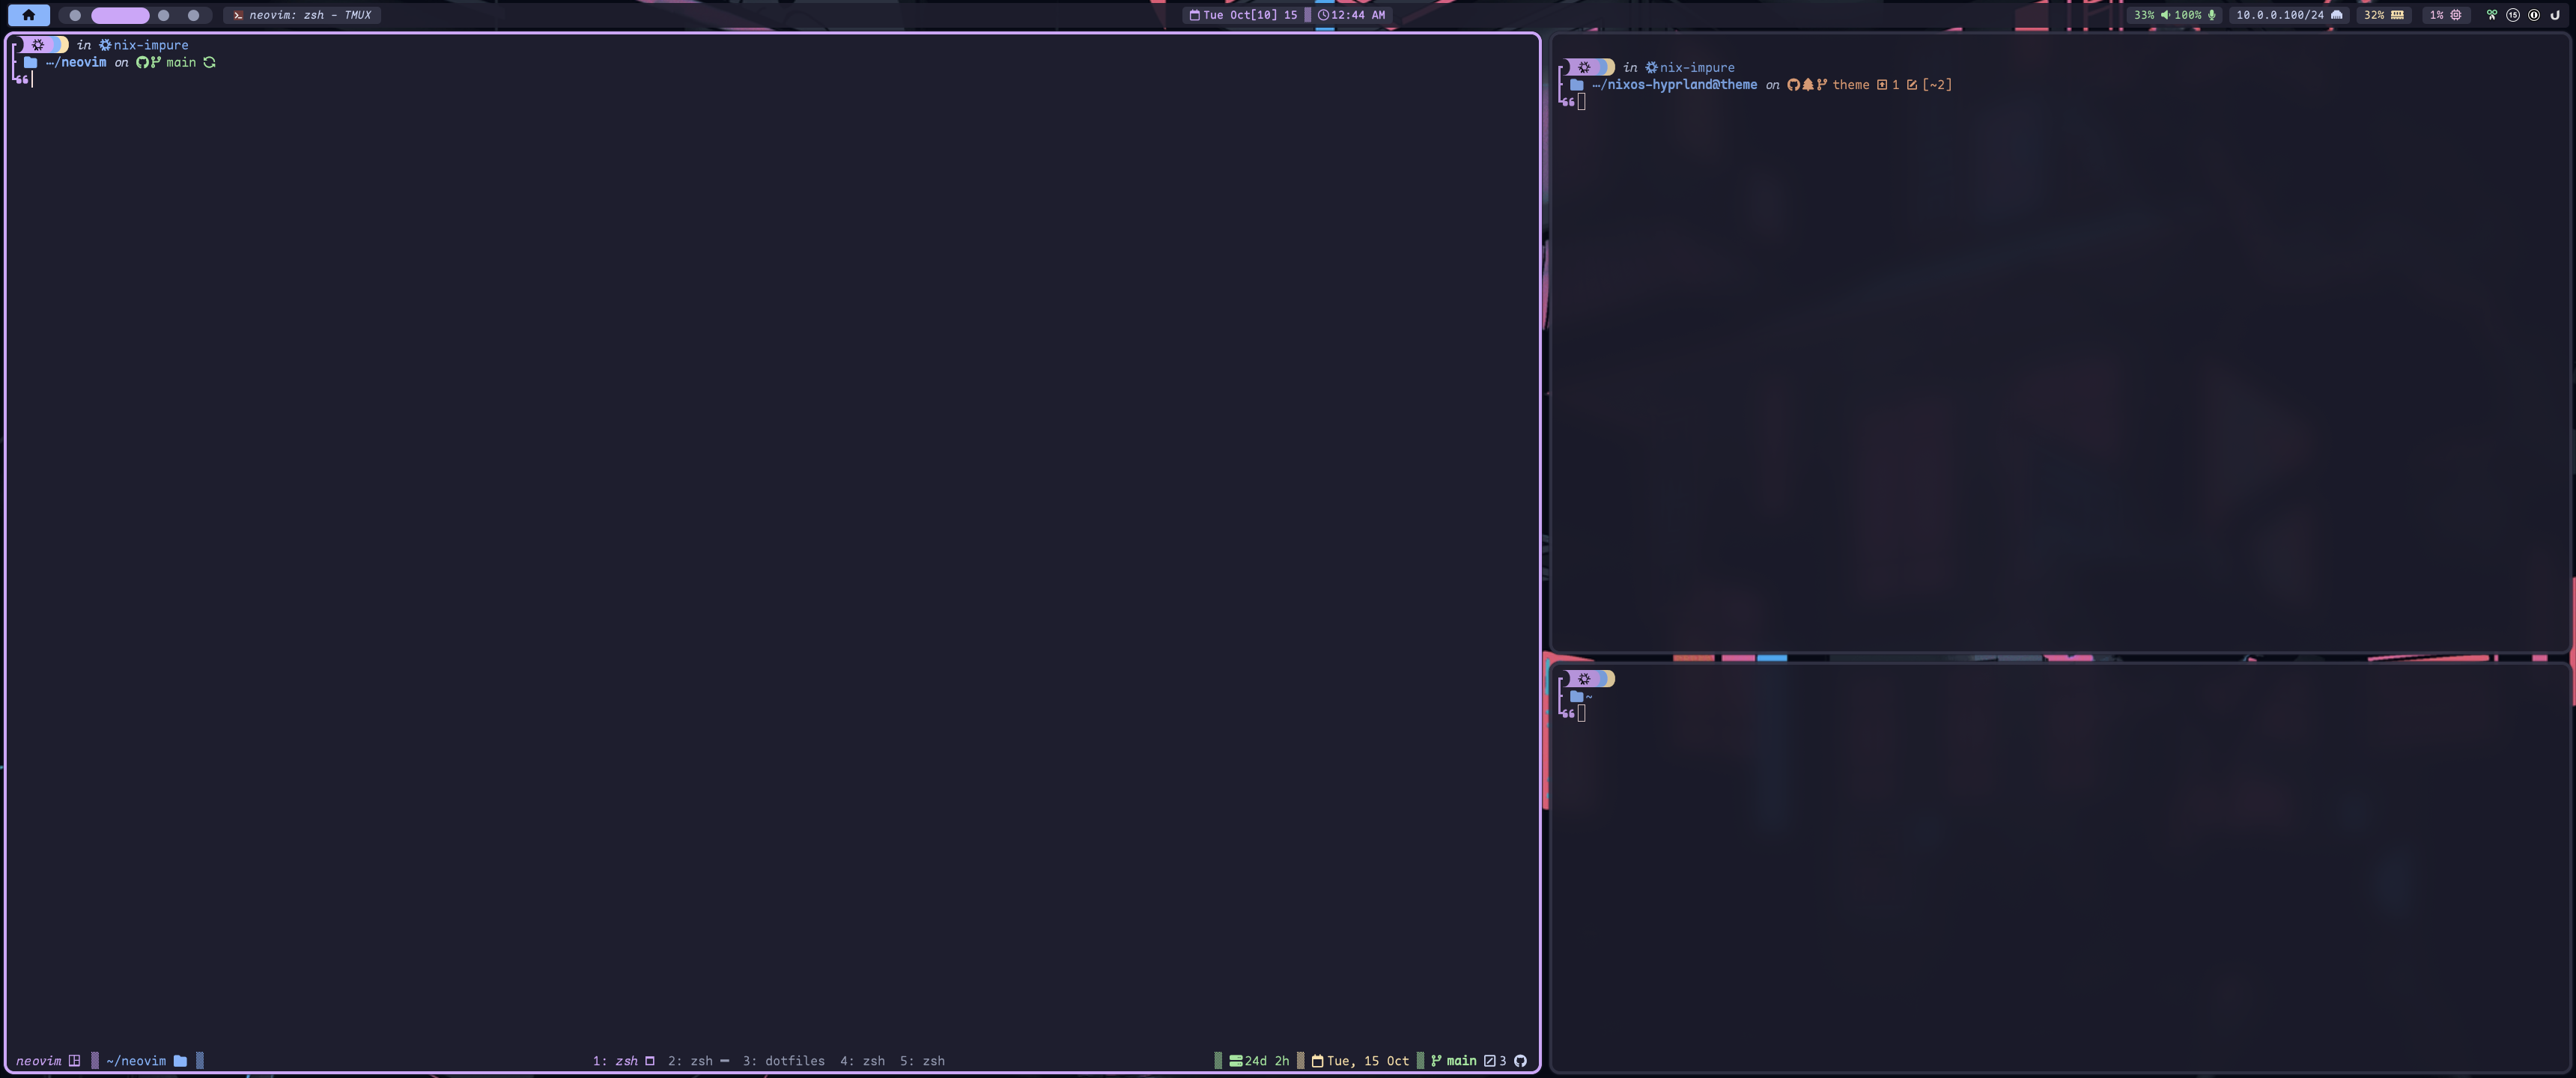 neovim: zsh - TMUX
Tue Oct[10] 15 12:44 AM
33% 100% 10.0.0.100/24 32% 1% 15
in nix-impure
…/neovim on main
neovim ~/neovim 1: zsh 2: zsh 3: dotfiles 4: zsh 5: zsh 24d 2h Tue, 15 Oct main 3
in nix-impure
…/nixos-hyprland@theme on theme 1 [~2]
~